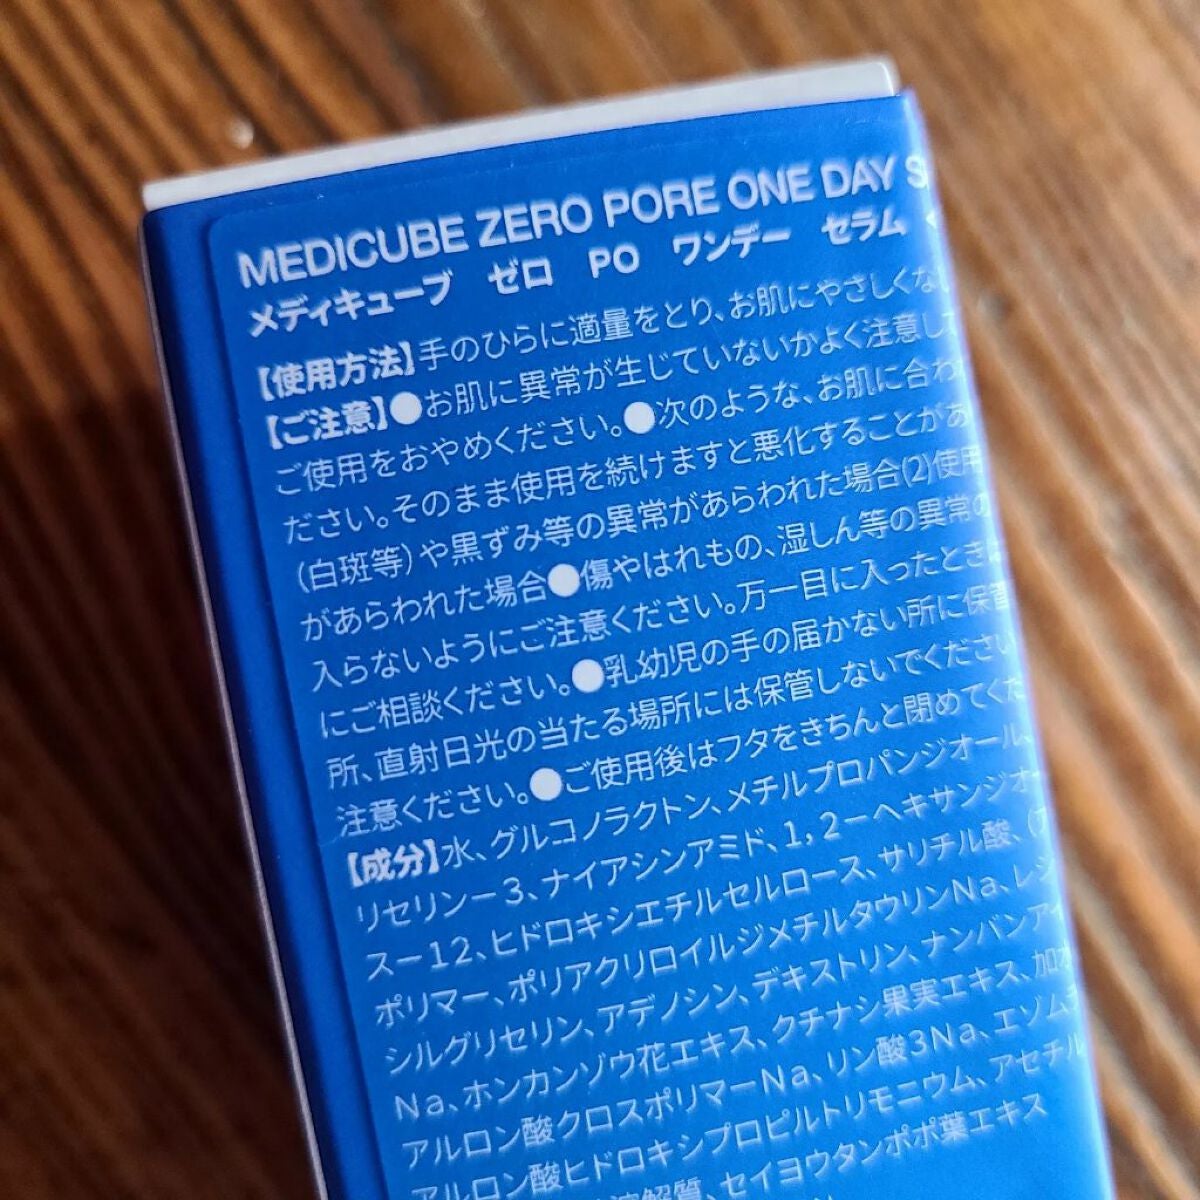 MEDICUBE ZERO PORE ONE DAY S
メディキューブ ゼロ PO ワンデー セラム
【使用方法】手のひらに適量をとり、お肌にやさしくな
【ご注意】●お肌に異常が生じていないかよく注意し
ご使用をおやめください。●次のような、お肌に合わ
ださい。そのまま使用を続けますと悪化することがあ
(白斑等)や黒ずみ等の異常があらわれた場合(2)使用
があらわれた場合●傷やはれもの、湿しん等の異常の
入らないようにご注意ください。万一目に入ったとき
にご相談ください。●乳幼児の手の届かない所に保管
所、直射日光の当たる場所には保管しないでください
注意ください。●ご使用後はフタをきちんと閉めてくだ
【成分】水、グルコノラクトン、メチルプロパンジオール、
リセリン−3、ナイアシンアミド、1,2−ヘキサンジオー
スー12、ヒドロキシエチルセルロース、サリチル酸、(ア
ポリマー、ポリアクリロイルジメチルタウリンNa、レシ
シルグリセリン、アデノシン、デキストリン、ナンバンアイ
Na、ホンカンゾウ花エキス、クチナシ果実エキス、加水
アルロン酸クロスポリマーNa、リン酸3Na、エゾム
アルロン酸ヒドロキシプロピルトリモニウム、アセチル
溶解質、セイヨウタンポポ葉エキス